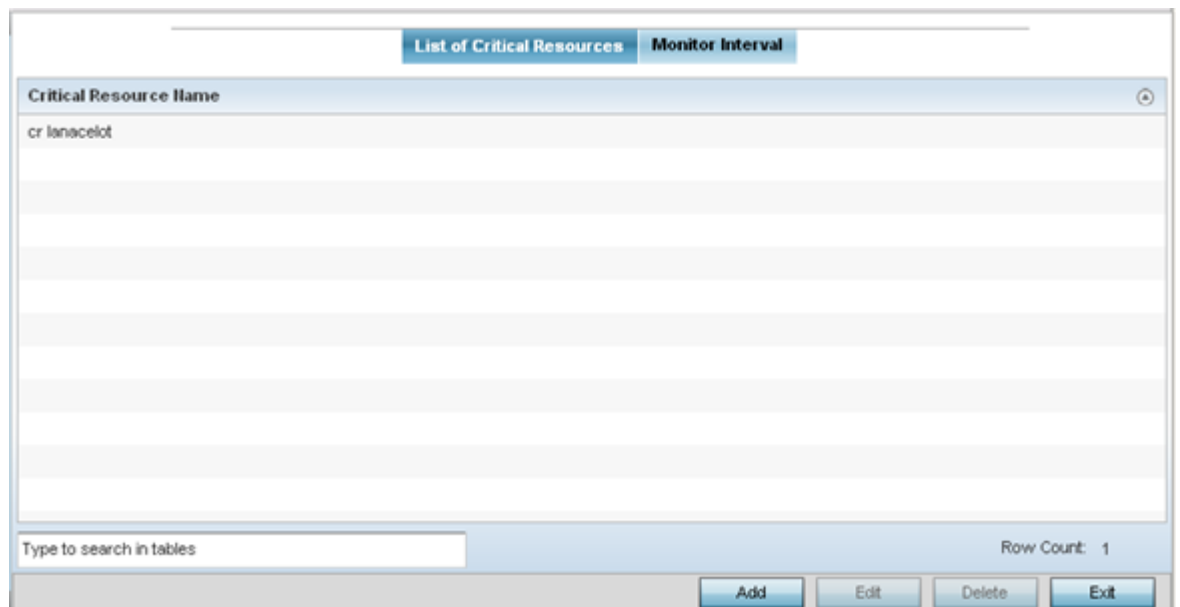 List of Critical Resources Monitor Interval
Critical Resource Name
cr lanacelot
Type to search in tables Row Count: 1
Add Edit Delete Exit